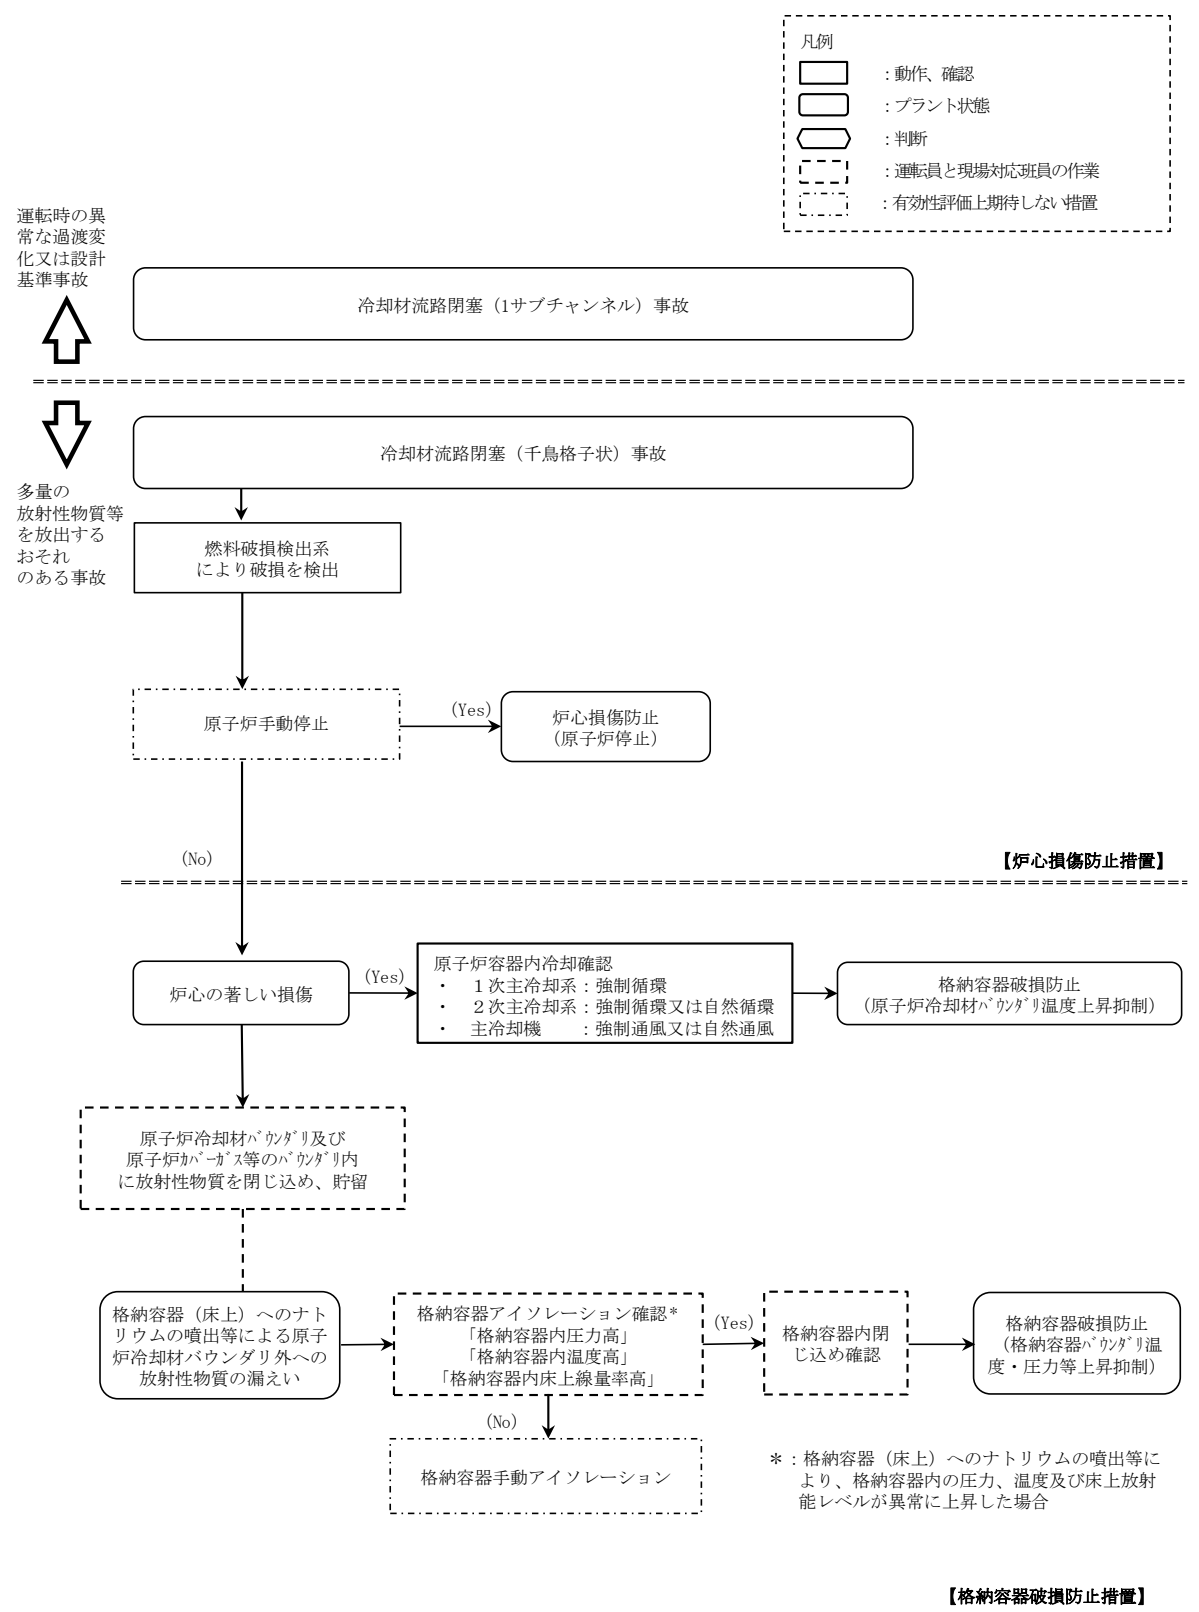 凡例
：動作、確認
：プラント状態
：判断
：運転員と現場対応班員の作業
：有効性評価上期待しない措置
運転時の異
常な過渡変
化又は設計
基準事故
冷却材流路閉塞（1サブチャンネル）事故
冷却材流路閉塞（千鳥格子状）事故
多量の
放射性物質等
を放出する
おそれ
のある事故
燃料破損検出系
により破損を検出
原子炉手動停止
(Yes)
炉心損傷防止
（原子炉停止）
(No)
【炉心損傷防止措置】
炉心の著しい損傷
(Yes)
原子炉容器内冷却確認
・　１次主冷却系：強制循環
・　２次主冷却系：強制循環又は自然循環
・　主冷却機　　：強制通風又は自然通風
格納容器破損防止
（原子炉冷却材ﾊﾞｳﾝﾀﾞﾘ温度上昇抑制）
原子炉冷却材ﾊﾞｳﾝﾀﾞﾘ及び
原子炉ｶﾊﾞｰｶﾞｽ等のﾊﾞｳﾝﾀﾞﾘ内
に放射性物質を閉じ込め、貯留
格納容器（床上）へのナト
リウムの噴出等による原子
炉冷却材バウンダリ外への
放射性物質の漏えい
格納容器アイソレーション確認*
「格納容器内圧力高」
「格納容器内温度高」
「格納容器内床上線量率高」
(Yes)
格納容器内閉
じ込め確認
格納容器破損防止
（格納容器ﾊﾞｳﾝﾀﾞﾘ温
度・圧力等上昇抑制）
(No)
格納容器手動アイソレーション
＊：格納容器（床上）へのナトリウムの噴出等に
より、格納容器内の圧力、温度及び床上放射
能レベルが異常に上昇した場合
【格納容器破損防止措置】